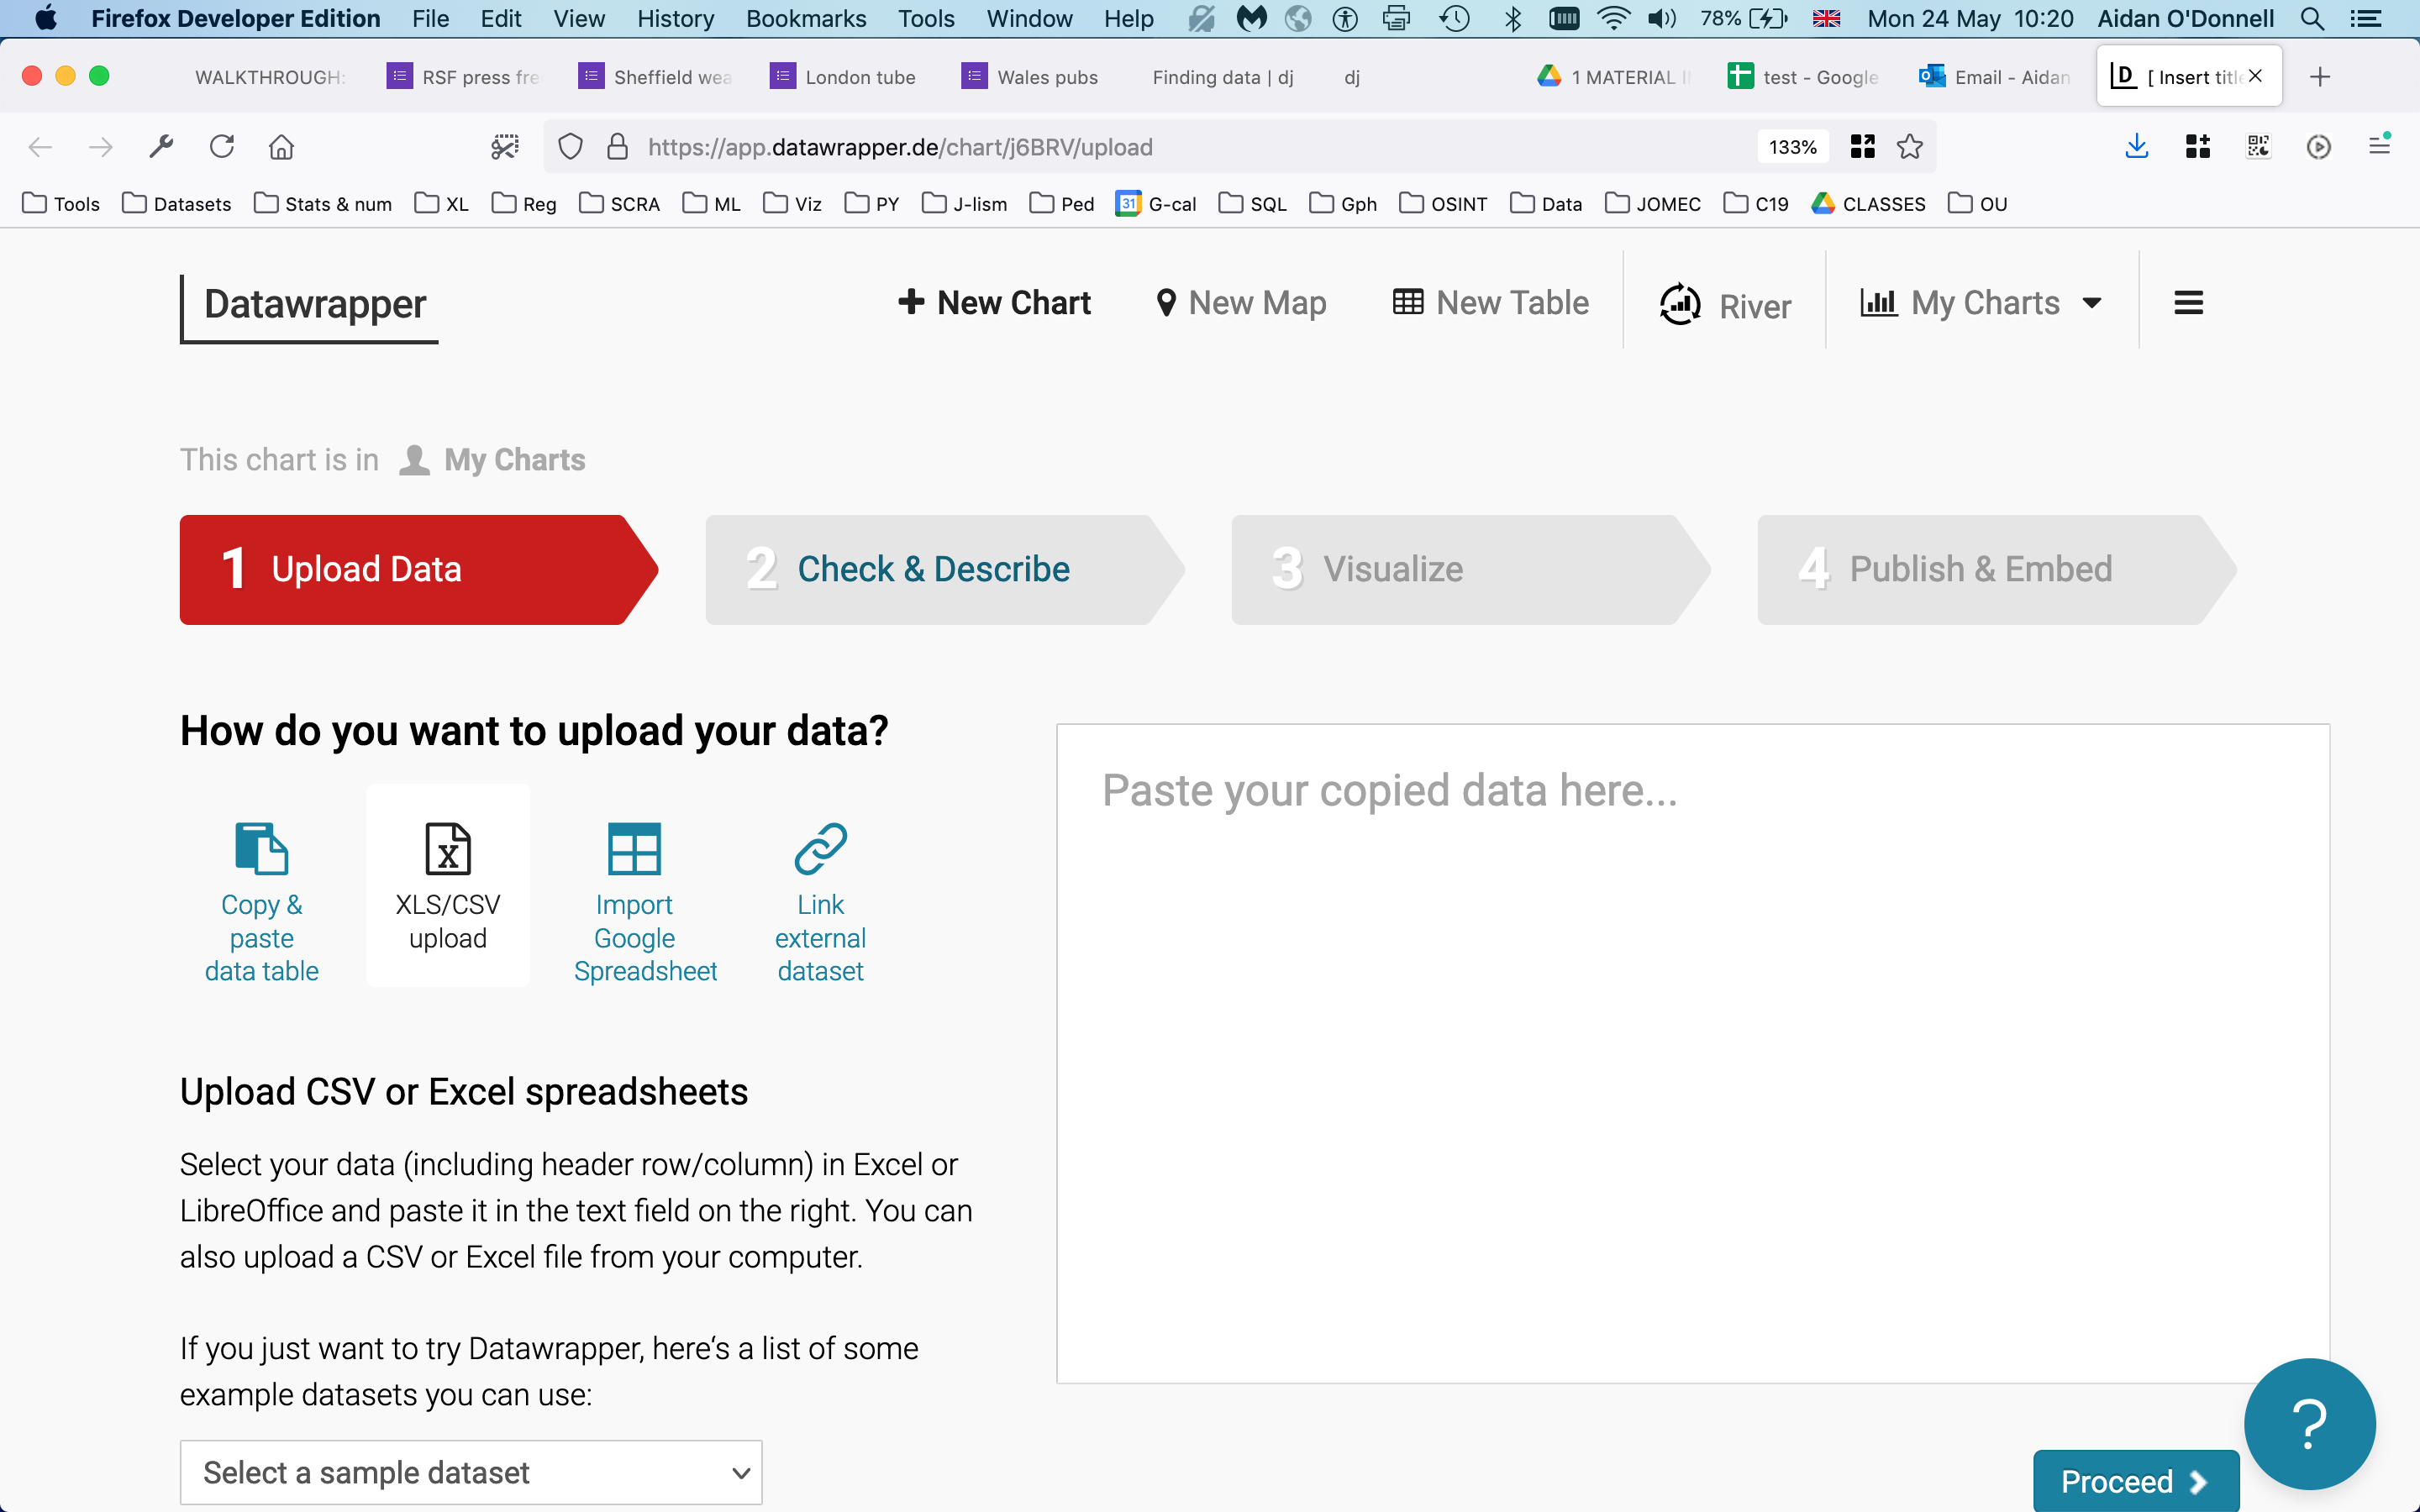 Firefox Developer Edition File Edit View History Bookmarks Tools Window Help 78% Mon 24 May 10:20 Aidan O'Donnell
WALKTHROUGH: RSF press fre Sheffield wea London tube Wales pubs Finding data | dj dj 1 MATERIAL test - Google Email - Aidan D [ Insert title
https://app.datawrapper.de/chart/j6BRV/upload 133%
Tools Datasets Stats & num XL Reg SCRA ML Viz PY J-lism Ped 31 G-cal SQL Gph OSINT Data JOMEC C19 CLASSES OU
Datawrapper + New Chart New Map New Table River My Charts
This chart is in My Charts
1 Upload Data 2 Check & Describe 3 Visualize 4 Publish & Embed
How do you want to upload your data?
Paste your copied data here...
Copy &
paste
data table
X
XLS/CSV
upload
Import
Google
Spreadsheet
Link
external
dataset
Upload CSV or Excel spreadsheets
Select your data (including header row/column) in Excel or
LibreOffice and paste it in the text field on the right. You can
also upload a CSV or Excel file from your computer.
If you just want to try Datawrapper, here‘s a list of some
example datasets you can use:
Select a sample dataset
?
Proceed